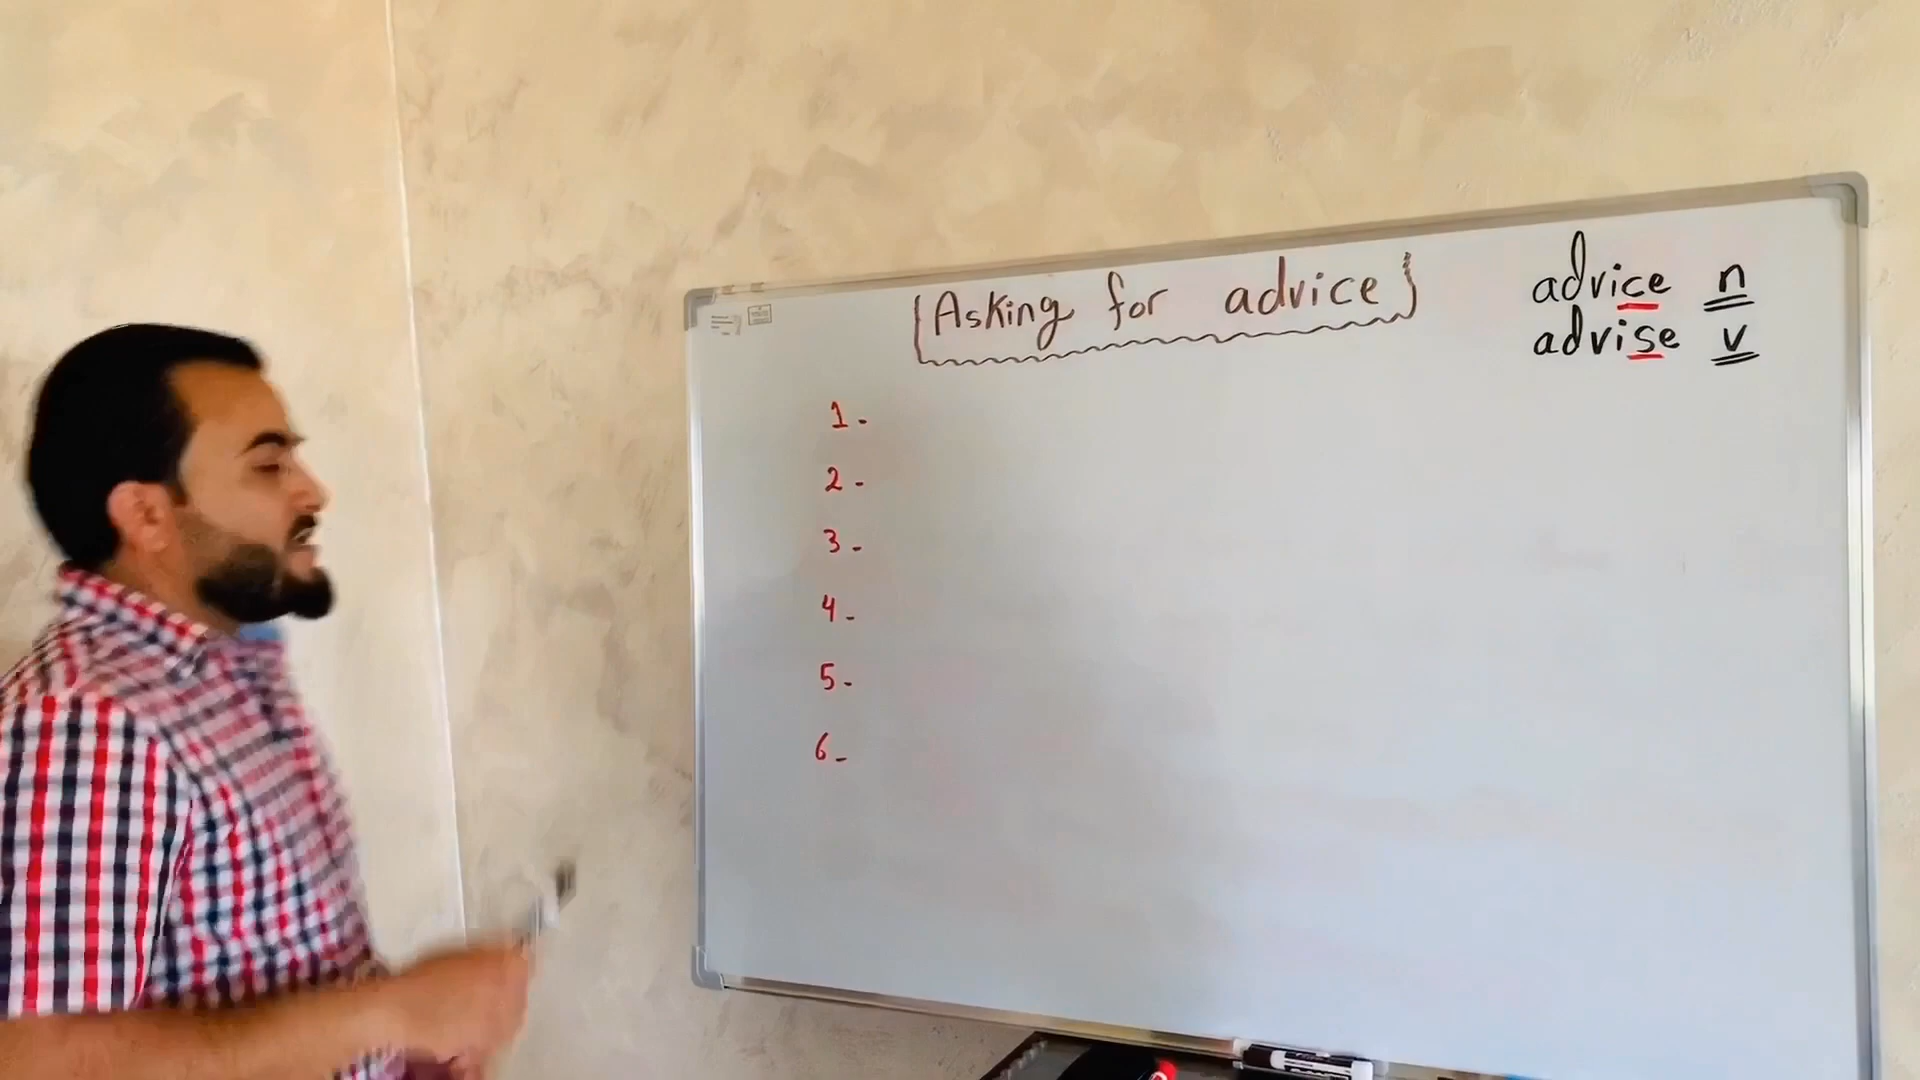 {Asking for advice}
advice n
advise v
1-
2-
3-
4-
5-
6-